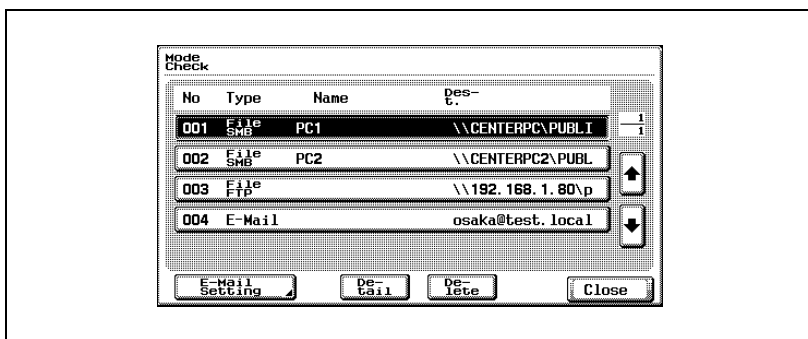 Mode
Check
No Type Name Des-
t.
001 File
SMB PC1 \\CENTERPC\PUBLI
1
1
002 File
SMB PC2 \\CENTERPC2\PUBL
003 File
FTP \\192.168.1.80\p
004 E-Mail osaka@test.local
E-Mail
Setting
De-
tail
De-
lete
Close